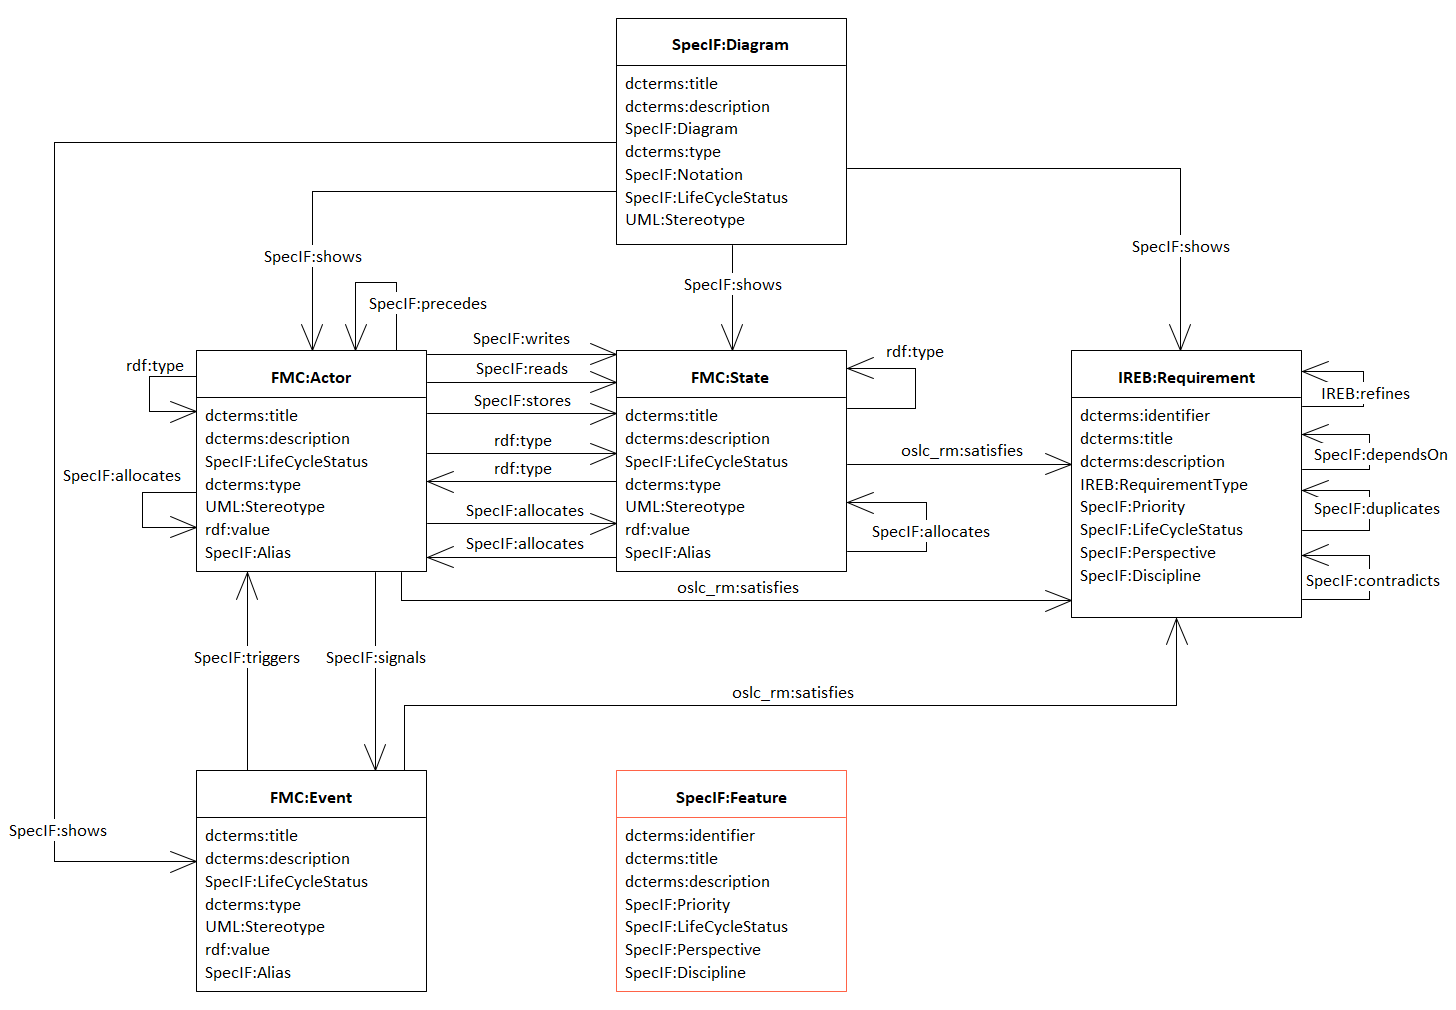 SpecIF:Diagram
dcterms:title
dcterms:description
SpecIF:Diagram
dcterms:type
SpecIF:Notation
SpecIF:LifeCycleStatus
UML:Stereotype
SpecIF:shows
SpecIF:shows
SpecIF:shows
SpecIF:precedes
SpecIF:writes
SpecIF:reads
SpecIF:stores
rdf:type
rdf:type
SpecIF:allocates
SpecIF:allocates
rdf:type
SpecIF:allocates
FMC:Actor
dcterms:title
dcterms:description
SpecIF:LifeCycleStatus
dcterms:type
UML:Stereotype
rdf:value
SpecIF:Alias
FMC:State
dcterms:title
dcterms:description
SpecIF:LifeCycleStatus
dcterms:type
UML:Stereotype
rdf:value
SpecIF:Alias
rdf:type
oslc_rm:satisfies
SpecIF:allocates
IREB:Requirement
dcterms:identifier
dcterms:title
dcterms:description
IREB:RequirementType
SpecIF:Priority
SpecIF:LifeCycleStatus
SpecIF:Perspective
SpecIF:Discipline
IREB:refines
SpecIF:dependsOn
SpecIF:duplicates
SpecIF:contradicts
oslc_rm:satisfies
SpecIF:triggers
SpecIF:signals
oslc_rm:satisfies
SpecIF:shows
FMC:Event
dcterms:title
dcterms:description
SpecIF:LifeCycleStatus
dcterms:type
UML:Stereotype
rdf:value
SpecIF:Alias
SpecIF:Feature
dcterms:identifier
dcterms:title
dcterms:description
SpecIF:Priority
SpecIF:LifeCycleStatus
SpecIF:Perspective
SpecIF:Discipline